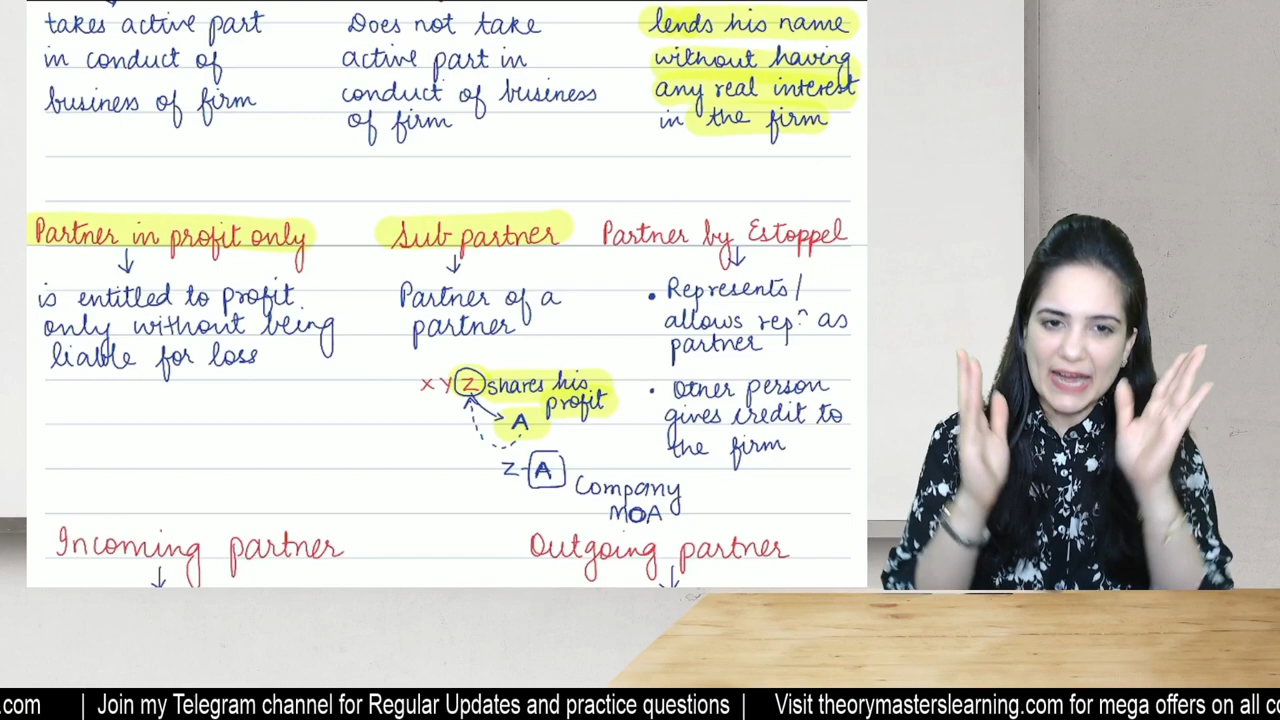 takes active part
in conduct of
business of firm
Does not take
active part in
conduct of business
of firm
lends his name
without having
any real interest
in the firm
Partner in profit only
is entitled to profit
only without being
liable for loss
Sub partner
Partner of a
partner
X Y Z shares his
profit
A
Z-A Company
MOA
Partner by Estoppel
• Represents/
allows repⁿ as
partner
• Other person
gives credit to
the firm
Incoming partner
Outgoing partner
.com | Join my Telegram channel for Regular Updates and practice questions | Visit theorymasterslearning.com for mega offers on all co